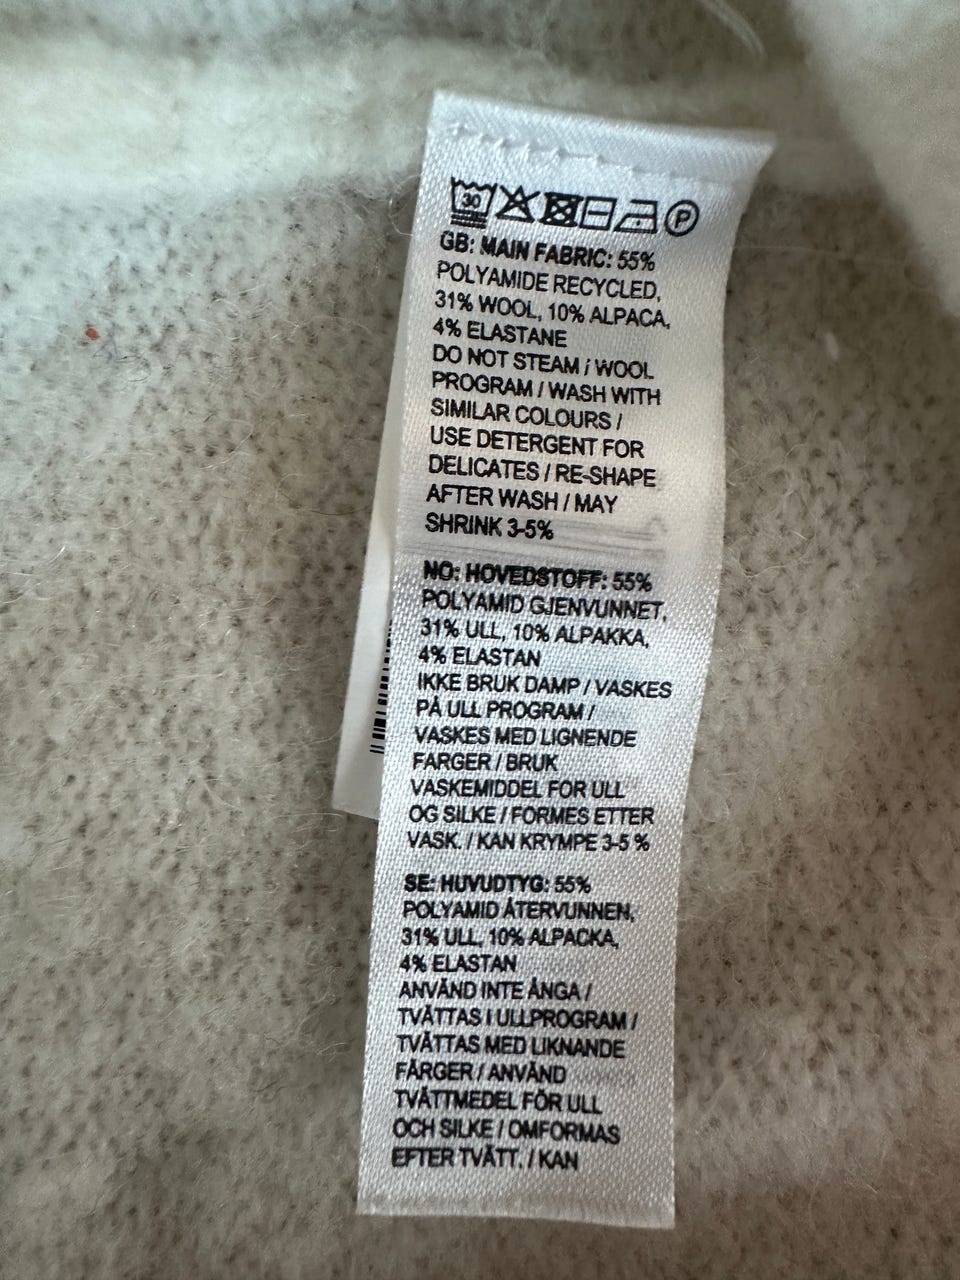 30 P
GB: MAIN FABRIC: 55%
POLYAMIDE RECYCLED,
31% WOOL, 10% ALPACA,
4% ELASTANE
DO NOT STEAM / WOOL
PROGRAM / WASH WITH
SIMILAR COLOURS /
USE DETERGENT FOR
DELICATES / RE-SHAPE
AFTER WASH / MAY
SHRINK 3-5%
NO: HOVEDSTOFF: 55%
POLYAMID GJENVUNNET,
31% ULL, 10% ALPAKKA,
4% ELASTAN
IKKE BRUK DAMP / VASKES
PÅ ULL PROGRAM /
VASKES MED LIGNENDE
FARGER / BRUK
VASKEMIDDEL FOR ULL
OG SILKE / FORMES ETTER
VASK. / KAN KRYMPE 3-5 %
SE: HUVUDTYG: 55%
POLYAMID ÅTERVUNNEN,
31% ULL, 10% ALPACKA,
4% ELASTAN
ANVÄND INTE ÅNGA /
TVÄTTAS I ULLPROGRAM /
TVÄTTAS MED LIKNANDE
FÄRGER / ANVÄND
TVÄTTMEDEL FÖR ULL
OCH SILKE / OMFORMAS
EFTER TVÄTT. / KAN